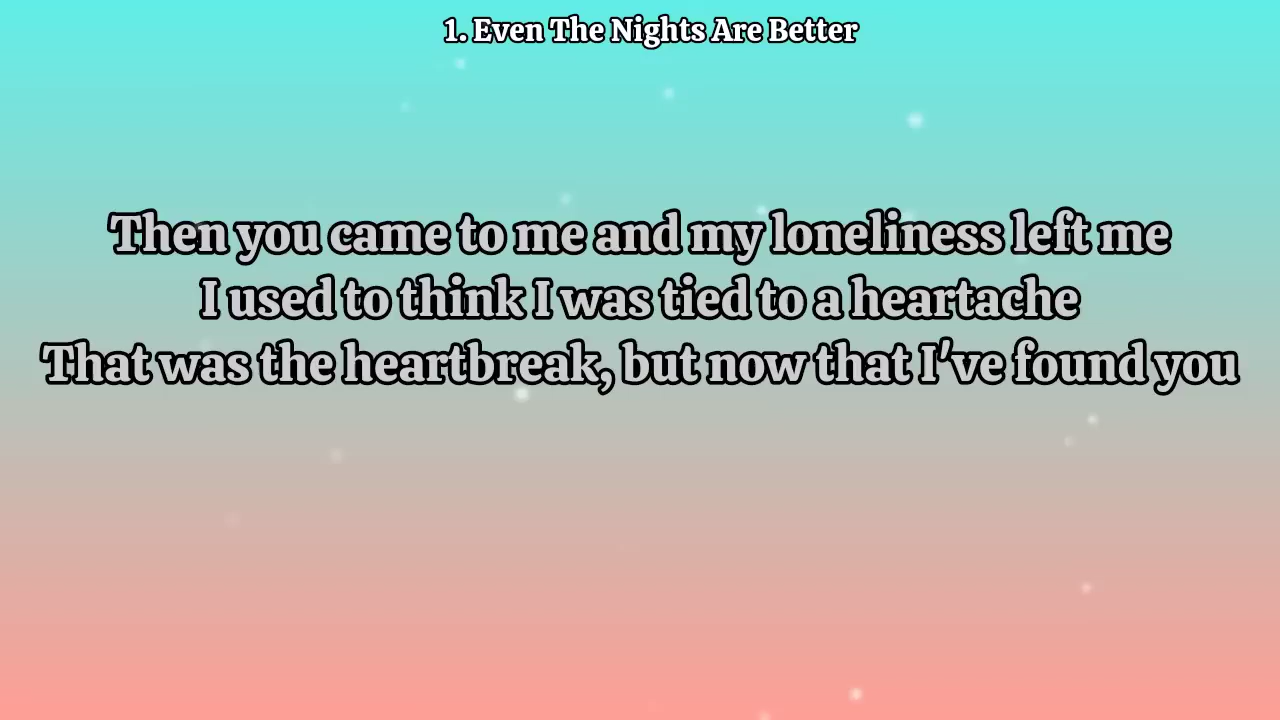 1. Even The Nights Are Better
Then you came to me and my loneliness left me
I used to think I was tied to a heartache
That was the heartbreak, but now that I've found you